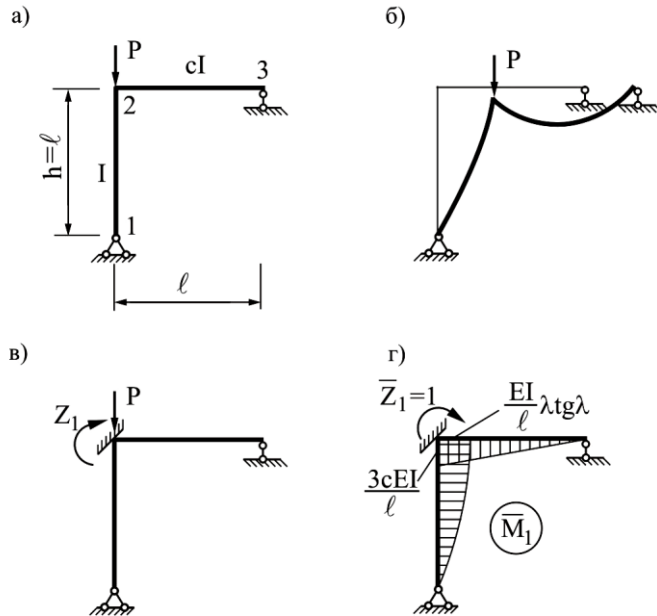 а)
P
cI
3
2
h=ℓ
I
1
ℓ
б)
P
в)
P
Z₁
г)
Z̅₁=1
EI/ℓ λtgλ
3cEI/ℓ
M̅₁